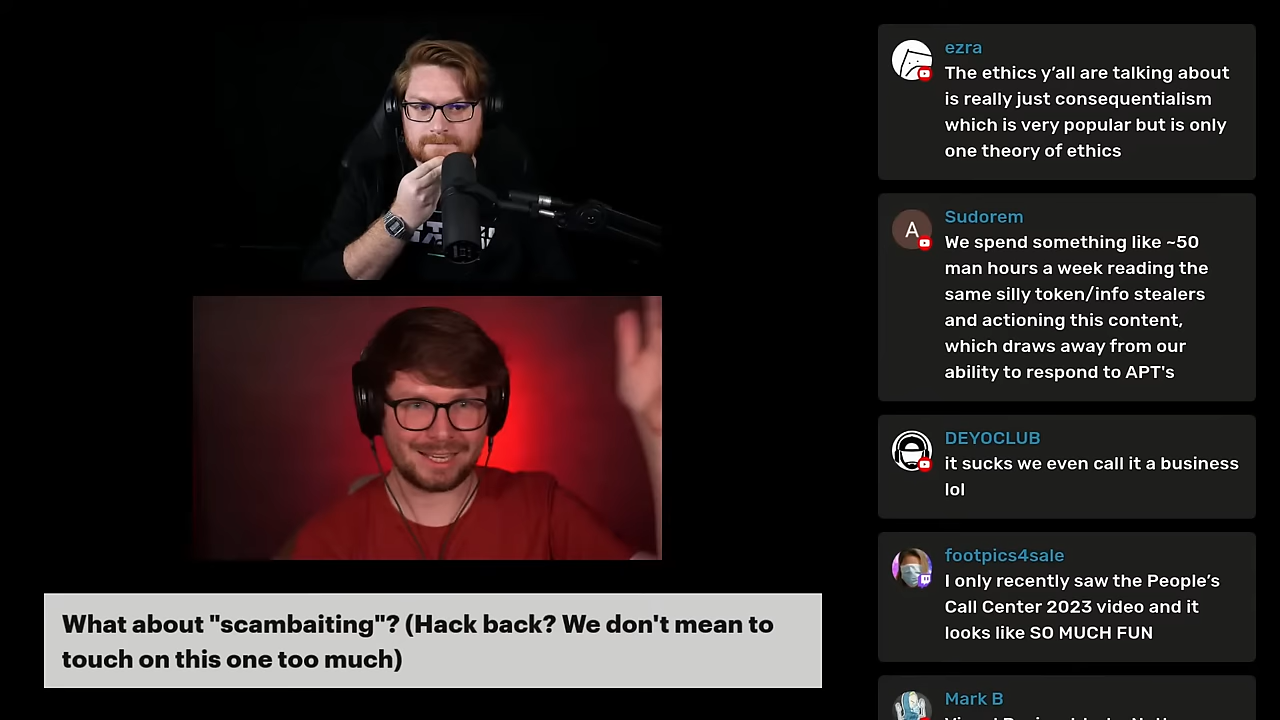 What about "scambaiting"? (Hack back? We don't mean to
touch on this one too much)
ezra
The ethics y’all are talking about
is really just consequentialism
which is very popular but is only
one theory of ethics
A
Sudorem
We spend something like ~50
man hours a week reading the
same silly token/info stealers
and actioning this content,
which draws away from our
ability to respond to APT's
DEYOCLUB
it sucks we even call it a business
lol
footpics4sale
I only recently saw the People’s
Call Center 2023 video and it
looks like SO MUCH FUN
Mark B